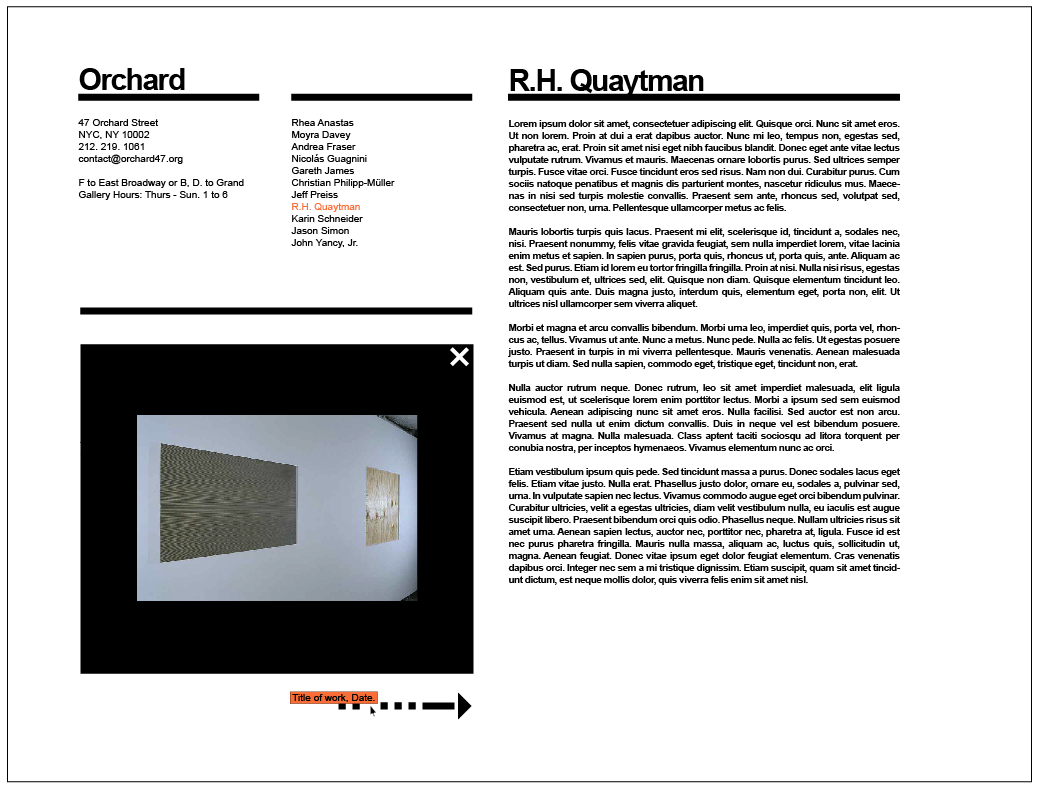 Orchard
47 Orchard Street
NYC, NY 10002
212. 219. 1061
contact@orchard47.org
F to East Broadway or B, D. to Grand
Gallery Hours: Thurs - Sun. 1 to 6
Rhea Anastas
Moyra Davey
Andrea Fraser
Nicolás Guagnini
Gareth James
Christian Philipp-Müller
Jeff Preiss
R.H. Quaytman
Karin Schneider
Jason Simon
John Yancy, Jr.
Title of work, Date.
R.H. Quaytman
Lorem ipsum dolor sit amet, consectetuer adipiscing elit. Quisque orci. Nunc sit amet eros.
Ut non lorem. Proin at dui a erat dapibus auctor. Nunc mi leo, tempus non, egestas sed,
pharetra ac, erat. Proin sit amet nisi eget nibh faucibus blandit. Donec eget ante vitae lectus
vulputate rutrum. Vivamus et mauris. Maecenas ornare lobortis purus. Sed ultrices semper
turpis. Fusce vitae orci. Fusce tincidunt eros sed risus. Nam non dui. Curabitur purus. Cum
sociis natoque penatibus et magnis dis parturient montes, nascetur ridiculus mus. Maece-
nas in nisi sed turpis molestie convallis. Praesent sem ante, rhoncus sed, volutpat sed,
consectetuer non, urna. Pellentesque ullamcorper metus ac felis.
Mauris lobortis turpis quis lacus. Praesent mi elit, scelerisque id, tincidunt a, sodales nec,
nisi. Praesent nonummy, felis vitae gravida feugiat, sem nulla imperdiet lorem, vitae lacinia
enim metus et sapien. In sapien purus, porta quis, rhoncus ut, porta quis, ante. Aliquam ac
est. Sed purus. Etiam id lorem eu tortor fringilla fringilla. Proin at nisi. Nulla nisi risus, egestas
non, vestibulum et, ultrices sed, elit. Quisque non diam. Quisque elementum tincidunt leo.
Aliquam quis ante. Duis magna justo, interdum quis, elementum eget, porta non, elit. Ut
ultrices nisl ullamcorper sem viverra aliquet.
Morbi et magna et arcu convallis bibendum. Morbi urna leo, imperdiet quis, porta vel, rhon-
cus ac, tellus. Vivamus ut ante. Nunc a metus. Nunc pede. Nulla ac felis. Ut egestas posuere
justo. Praesent in turpis in mi viverra pellentesque. Mauris venenatis. Aenean malesuada
turpis ut diam. Sed nulla sapien, commodo eget, tristique eget, tincidunt non, erat.
Nulla auctor rutrum neque. Donec rutrum, leo sit amet imperdiet malesuada, elit ligula
euismod est, ut scelerisque lorem enim porttitor lectus. Morbi a ipsum sed sem euismod
vehicula. Aenean adipiscing nunc sit amet eros. Nulla facilisi. Sed auctor est non arcu.
Praesent sed nulla ut enim dictum convallis. Duis in neque vel est bibendum posuere.
Vivamus at magna. Nulla malesuada. Class aptent taciti sociosqu ad litora torquent per
conubia nostra, per inceptos hymenaeos. Vivamus elementum nunc ac orci.
Etiam vestibulum ipsum quis pede. Sed tincidunt massa a purus. Donec sodales lacus eget
felis. Etiam vitae justo. Nulla erat. Phasellus justo dolor, ornare eu, sodales a, pulvinar sed,
urna. In vulputate sapien nec lectus. Vivamus commodo augue eget orci bibendum pulvinar.
Curabitur ultricies, velit a egestas ultricies, diam velit vestibulum nulla, eu iaculis est augue
suscipit libero. Praesent bibendum orci quis odio. Phasellus neque. Nullam ultricies risus sit
amet urna. Aenean sapien lectus, auctor nec, porttitor nec, pharetra at, ligula. Fusce id est
nec purus pharetra fringilla. Mauris nulla massa, aliquam ac, luctus quis, sollicitudin ut,
magna. Aenean feugiat. Donec vitae ipsum eget dolor feugiat elementum. Cras venenatis
dapibus orci. Integer nec sem a mi tristique dignissim. Etiam suscipit, quam sit amet tincid-
unt dictum, est neque mollis dolor, quis viverra felis enim sit amet nisl.